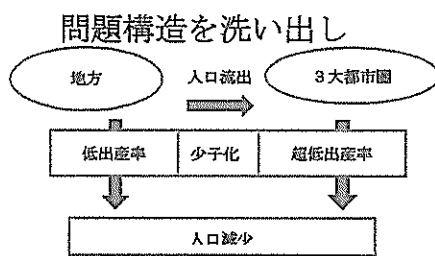 問題構造を洗い出し
地方
人口流出
3大都市圏
低出産率
少子化
超低出産率
人口減少